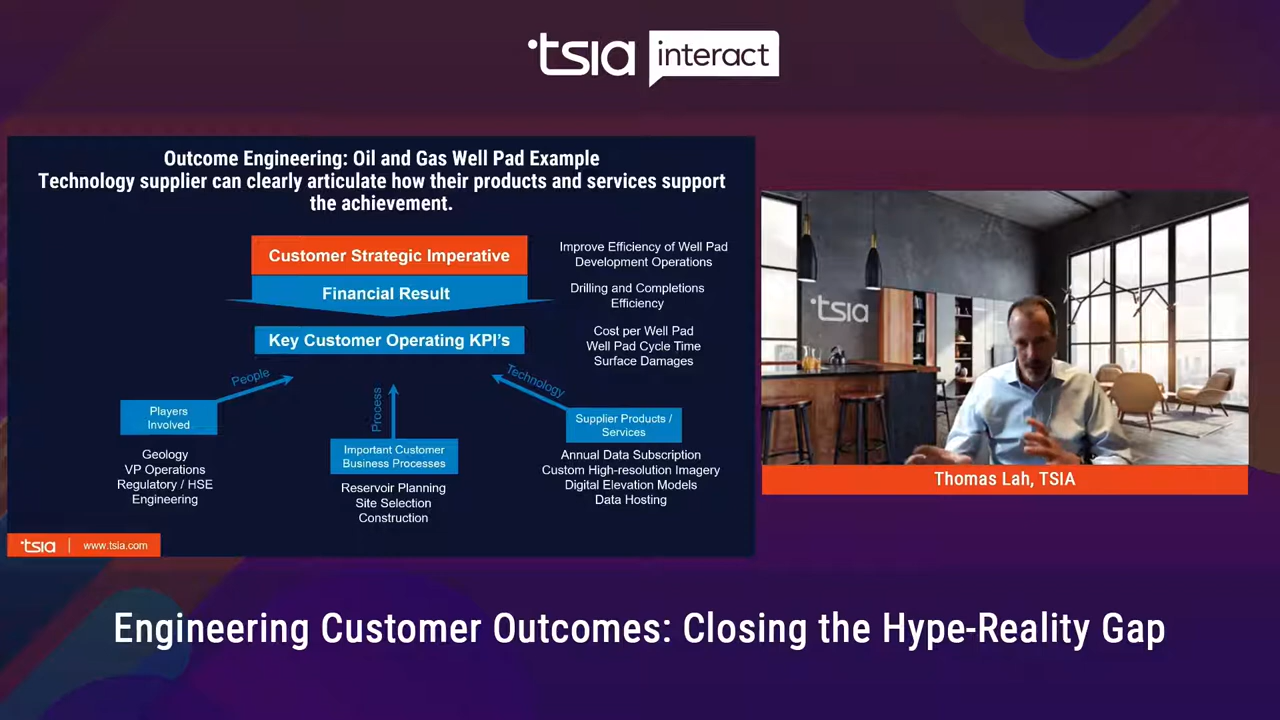 tsia interact
Outcome Engineering: Oil and Gas Well Pad Example
Technology supplier can clearly articulate how their products and services support
the achievement.
Customer Strategic Imperative
Improve Efficiency of Well Pad
Development Operations
Financial Result
Drilling and Completions
Efficiency
Key Customer Operating KPI's
Cost per Well Pad
Well Pad Cycle Time
Surface Damages
People
Process
Technology
Players
Involved
Geology
VP Operations
Regulatory / HSE
Engineering
Important Customer
Business Processes
Reservoir Planning
Site Selection
Construction
Supplier Products /
Services
Annual Data Subscription
Custom High-resolution Imagery
Digital Elevation Models
Data Hosting
tsia | www.tsia.com
tsia
Thomas Lah, TSIA
Engineering Customer Outcomes: Closing the Hype-Reality Gap